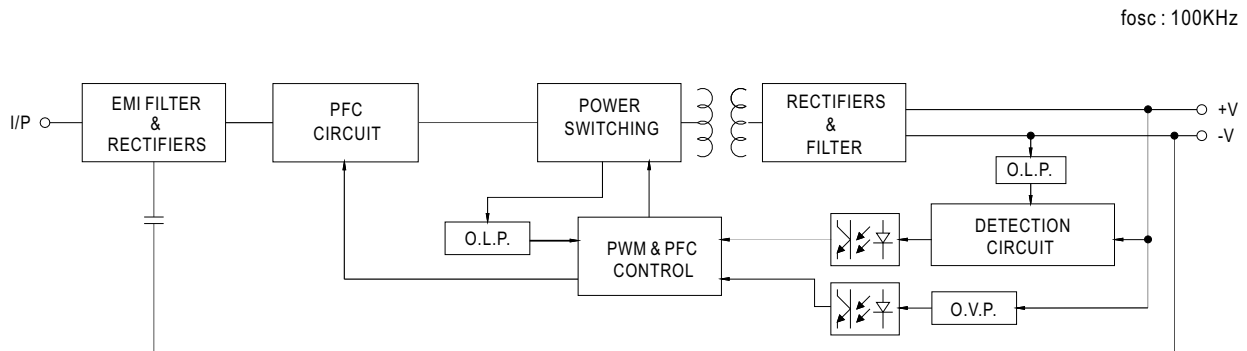 fosc : 100KHz
I/P
EMI FILTER
&
RECTIFIERS
PFC
CIRCUIT
POWER
SWITCHING
RECTIFIERS
&
FILTER
+V
-V
O.L.P.
O.L.P.
PWM & PFC
CONTROL
DETECTION
CIRCUIT
O.V.P.